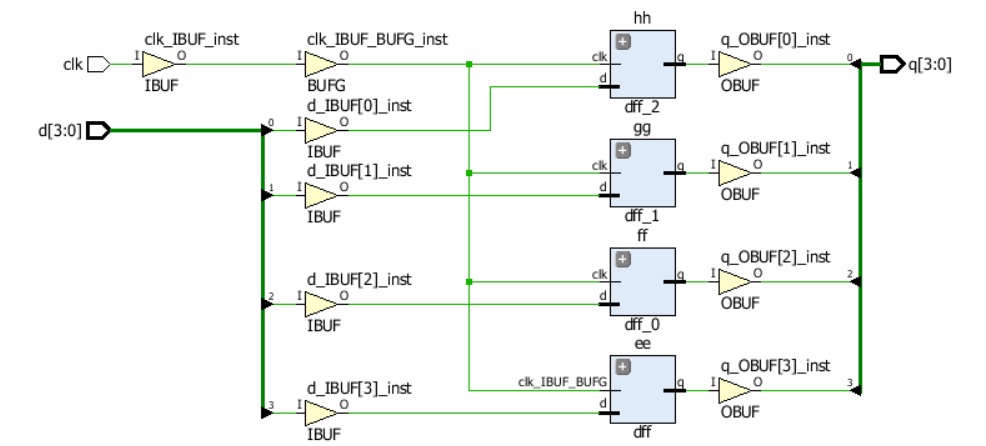 hh
clk_IBUF_inst
clk_IBUF_BUFG_inst
q_OBUF[0]_inst
clk
I
O
I
O
clk
q
I
O
0
q[3:0]
IBUF
BUFG
d
OBUF
d_IBUF[0]_inst
dff_2
d[3:0]
0
I
O
gg
IBUF
q_OBUF[1]_inst
d_IBUF[1]_inst
clk
q
I
O
1
1
I
O
d
OBUF
IBUF
dff_1
ff
q_OBUF[2]_inst
d_IBUF[2]_inst
clk
q
I
O
2
2
I
O
d
OBUF
IBUF
dff_0
ee
q_OBUF[3]_inst
d_IBUF[3]_inst
clk_IBUF_BUFG
q
I
O
3
3
I
O
d
OBUF
IBUF
dff